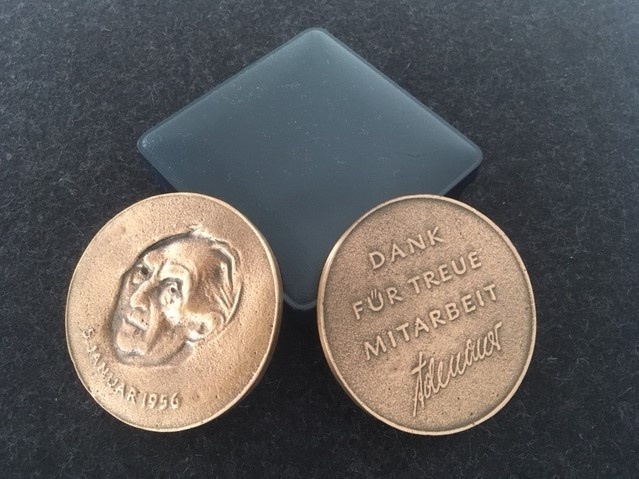 5. JANUAR 1956
DANK
FÜR TREUE
MITARBEIT
Adenauer